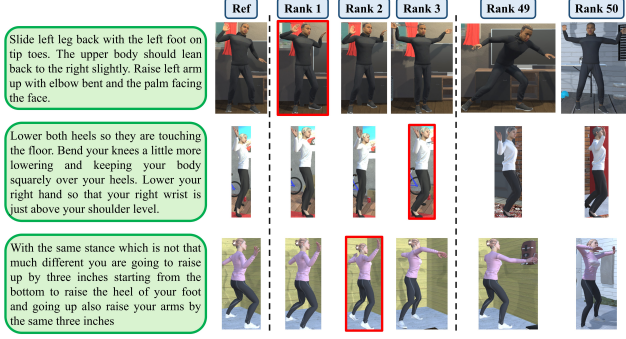 Ref Rank 1 Rank 2 Rank 3 Rank 49 Rank 50
Slide left leg back with the left foot on
tip toes. The upper body should lean
back to the right slightly. Raise left arm
up with elbow bent and the palm facing
the face.
Lower both heels so they are touching
the floor. Bend your knees a little more
lowering and keeping your body
squarely over your heels. Lower your
right hand so that your right wrist is
just above your shoulder level.
With the same stance which is not that
much different you are going to raise
up by three inches starting from the
bottom to raise the heel of your foot
and going up also raise your arms by
the same three inches